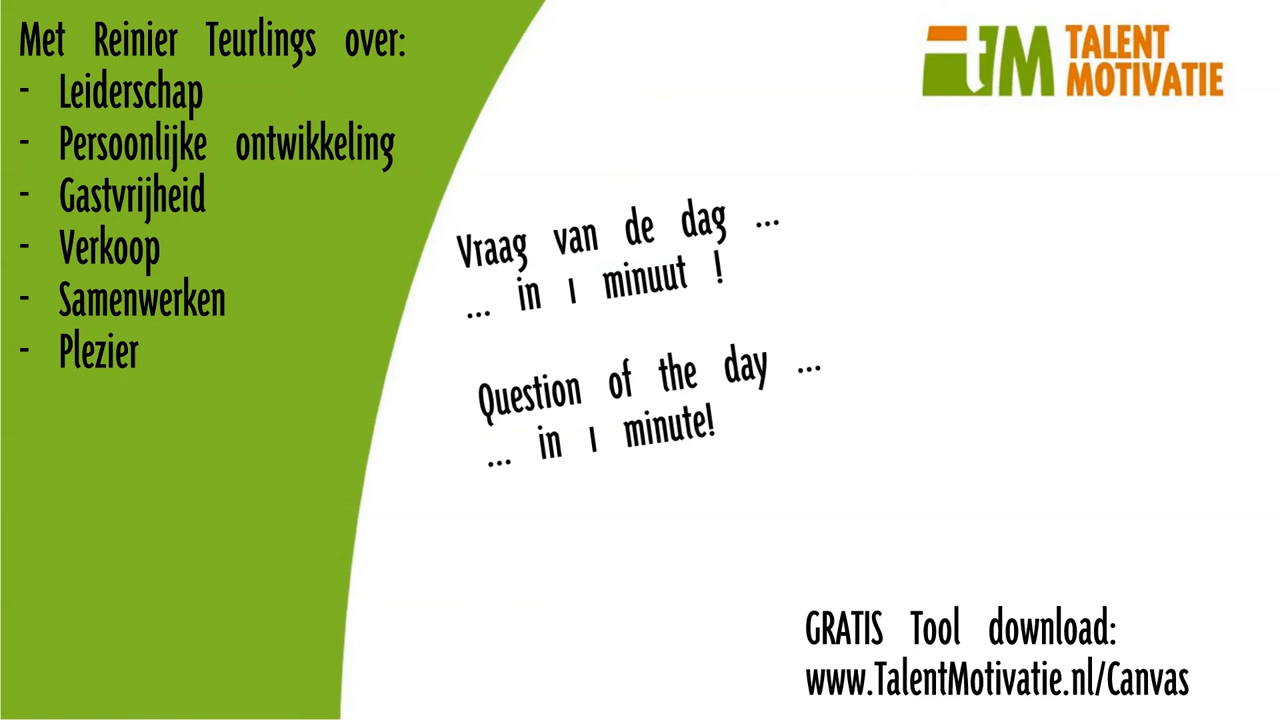 Met Reinier Teurlings over:
- Leiderschap
- Persoonlijke ontwikkeling
- Gastvrijheid
- Verkoop
- Samenwerken
- Plezier
iTM TALENT
MOTIVATIE
Vraag van de dag ...
... in 1 minuut !
Question of the day ...
... in 1 minute!
GRATIS Tool download:
www.TalentMotivatie.nl/Canvas